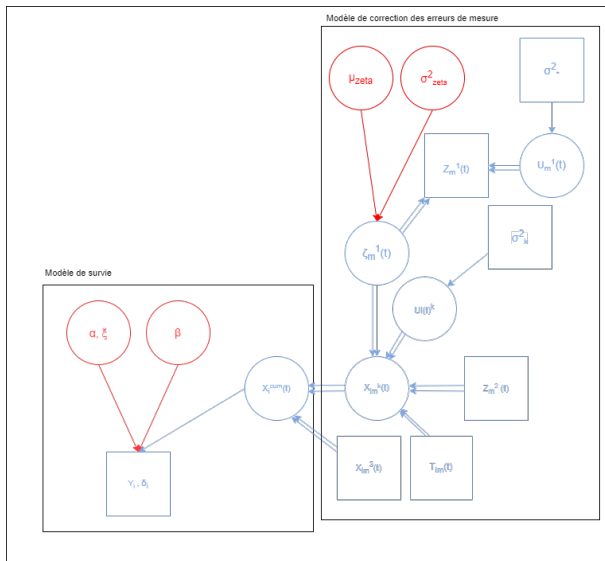 Modèle de correction des erreurs de mesure
μzeta
σ²zeta
σ²
Zm¹(t)
Um¹(t)
ζm¹(t)
Modèle de survie
α, ξ
β
UI(t)ᵏ
Xicum(t)
Ximᵏ(t)
Zm²(t)
Xim³(t)
Tim(t)
Yi , δi